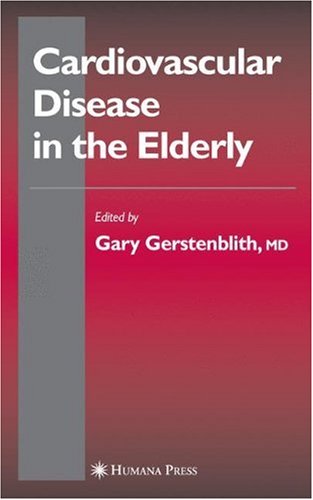 Cardiovascular
Disease
in the Elderly
Edited by
Gary Gerstenblith, MD
HUMANA PRESS